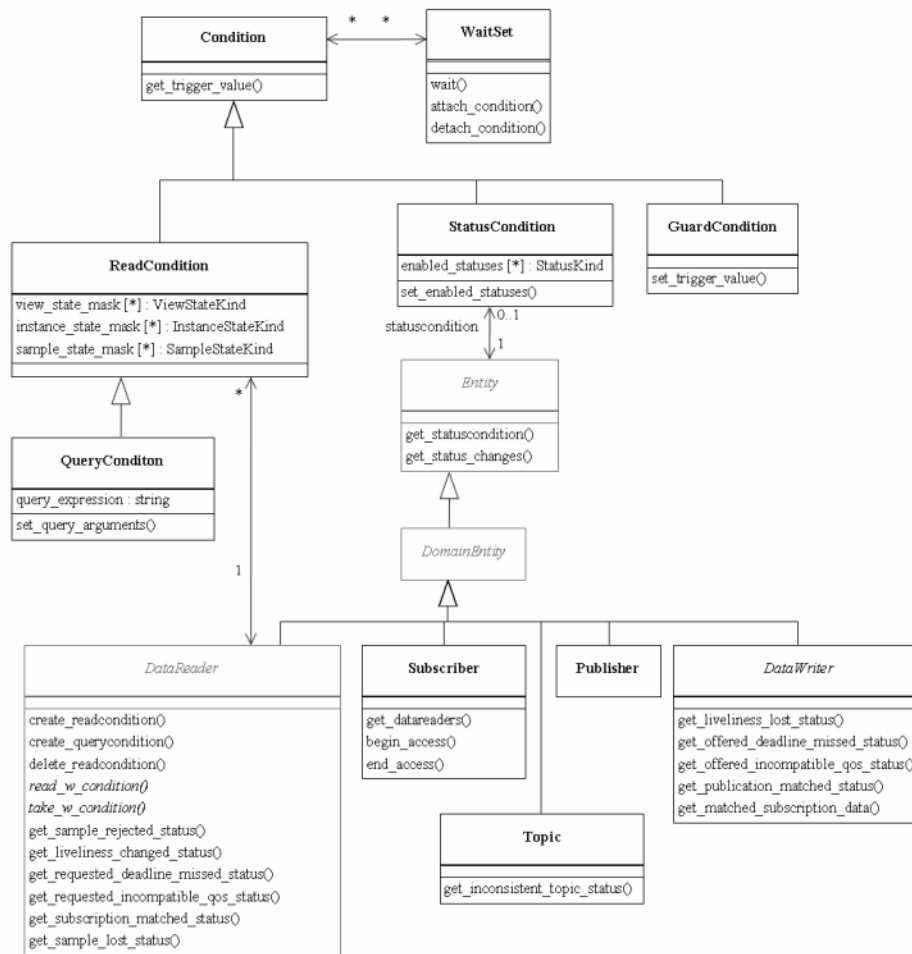 * *
Condition
get_trigger_value()
WaitSet
wait()
attach_condition()
detach_condition()
ReadCondition
view_state_mask [*] : ViewStateKind
instance_state_mask [*] : InstanceStateKind
sample_state_mask [*] : SampleStateKind
StatusCondition
enabled_statuses [*] : StatusKind
set_enabled_statuses()
GuardCondition
set_trigger_value()
0..1
statuscondition
1
*
Entity
get_statuscondition()
get_status_changes()
QueryConditon
query_expression : string
set_query_arguments()
DomainEntity
1
DataReader
create_readcondition()
create_querycondition()
delete_readcondition()
read_w_condition()
take_w_condition()
get_sample_rejected_status()
get_liveliness_changed_status()
get_requested_deadline_missed_status()
get_requested_incompatible_qos_status()
get_subscription_matched_status()
get_sample_lost_status()
Subscriber
get_datareaders()
begin_access()
end_access()
Publisher
DataWriter
get_liveliness_lost_status()
get_offered_deadline_missed_status()
get_offered_incompatible_qos_status()
get_publication_matched_status()
get_matched_subscription_data()
Topic
get_inconsistent_topic_status()